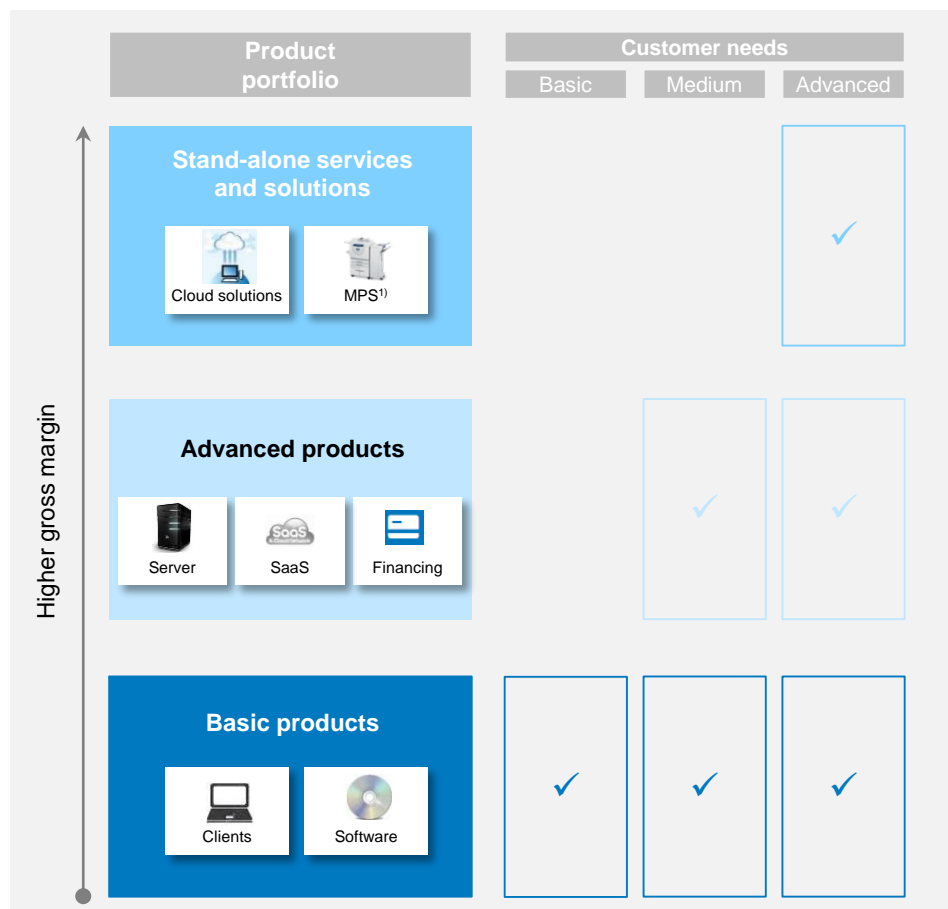 Product
portfolio
Customer needs
Basic
Medium
Advanced
Stand-alone services
and solutions
Cloud solutions
MPS1)
Higher gross margin
Advanced products
SaaS
Server
SaaS
Financing
Basic products
Clients
Software